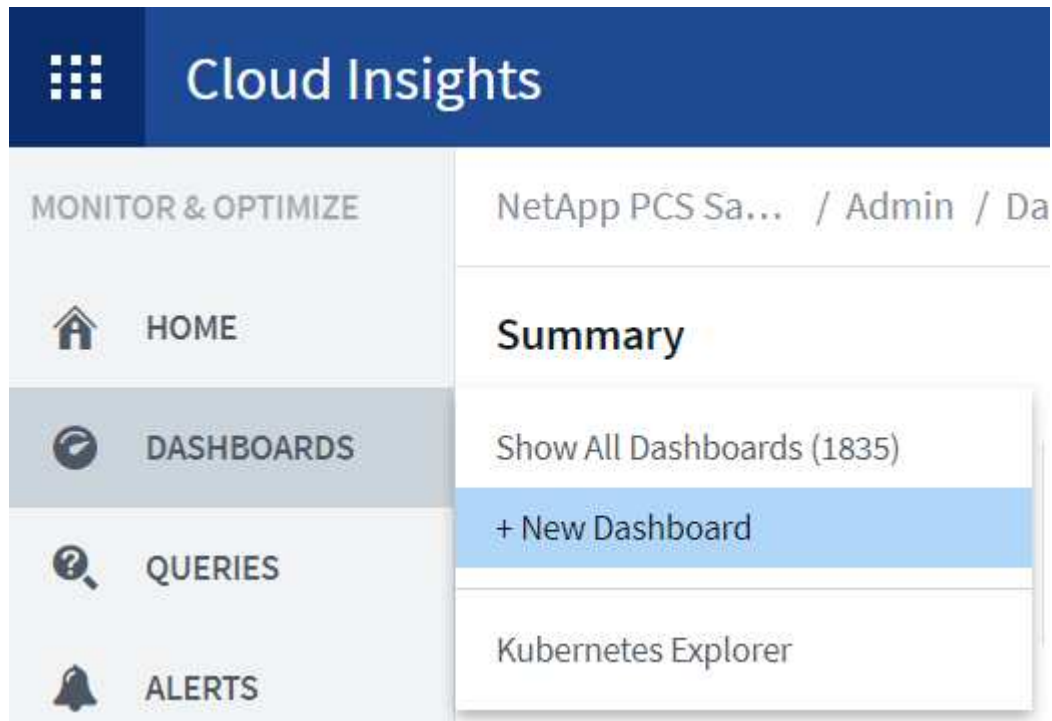 Cloud Insights
MONITOR & OPTIMIZE
NetApp PCS Sa... / Admin / Da
HOME
Summary
DASHBOARDS
Show All Dashboards (1835)
+ New Dashboard
QUERIES
Kubernetes Explorer
ALERTS